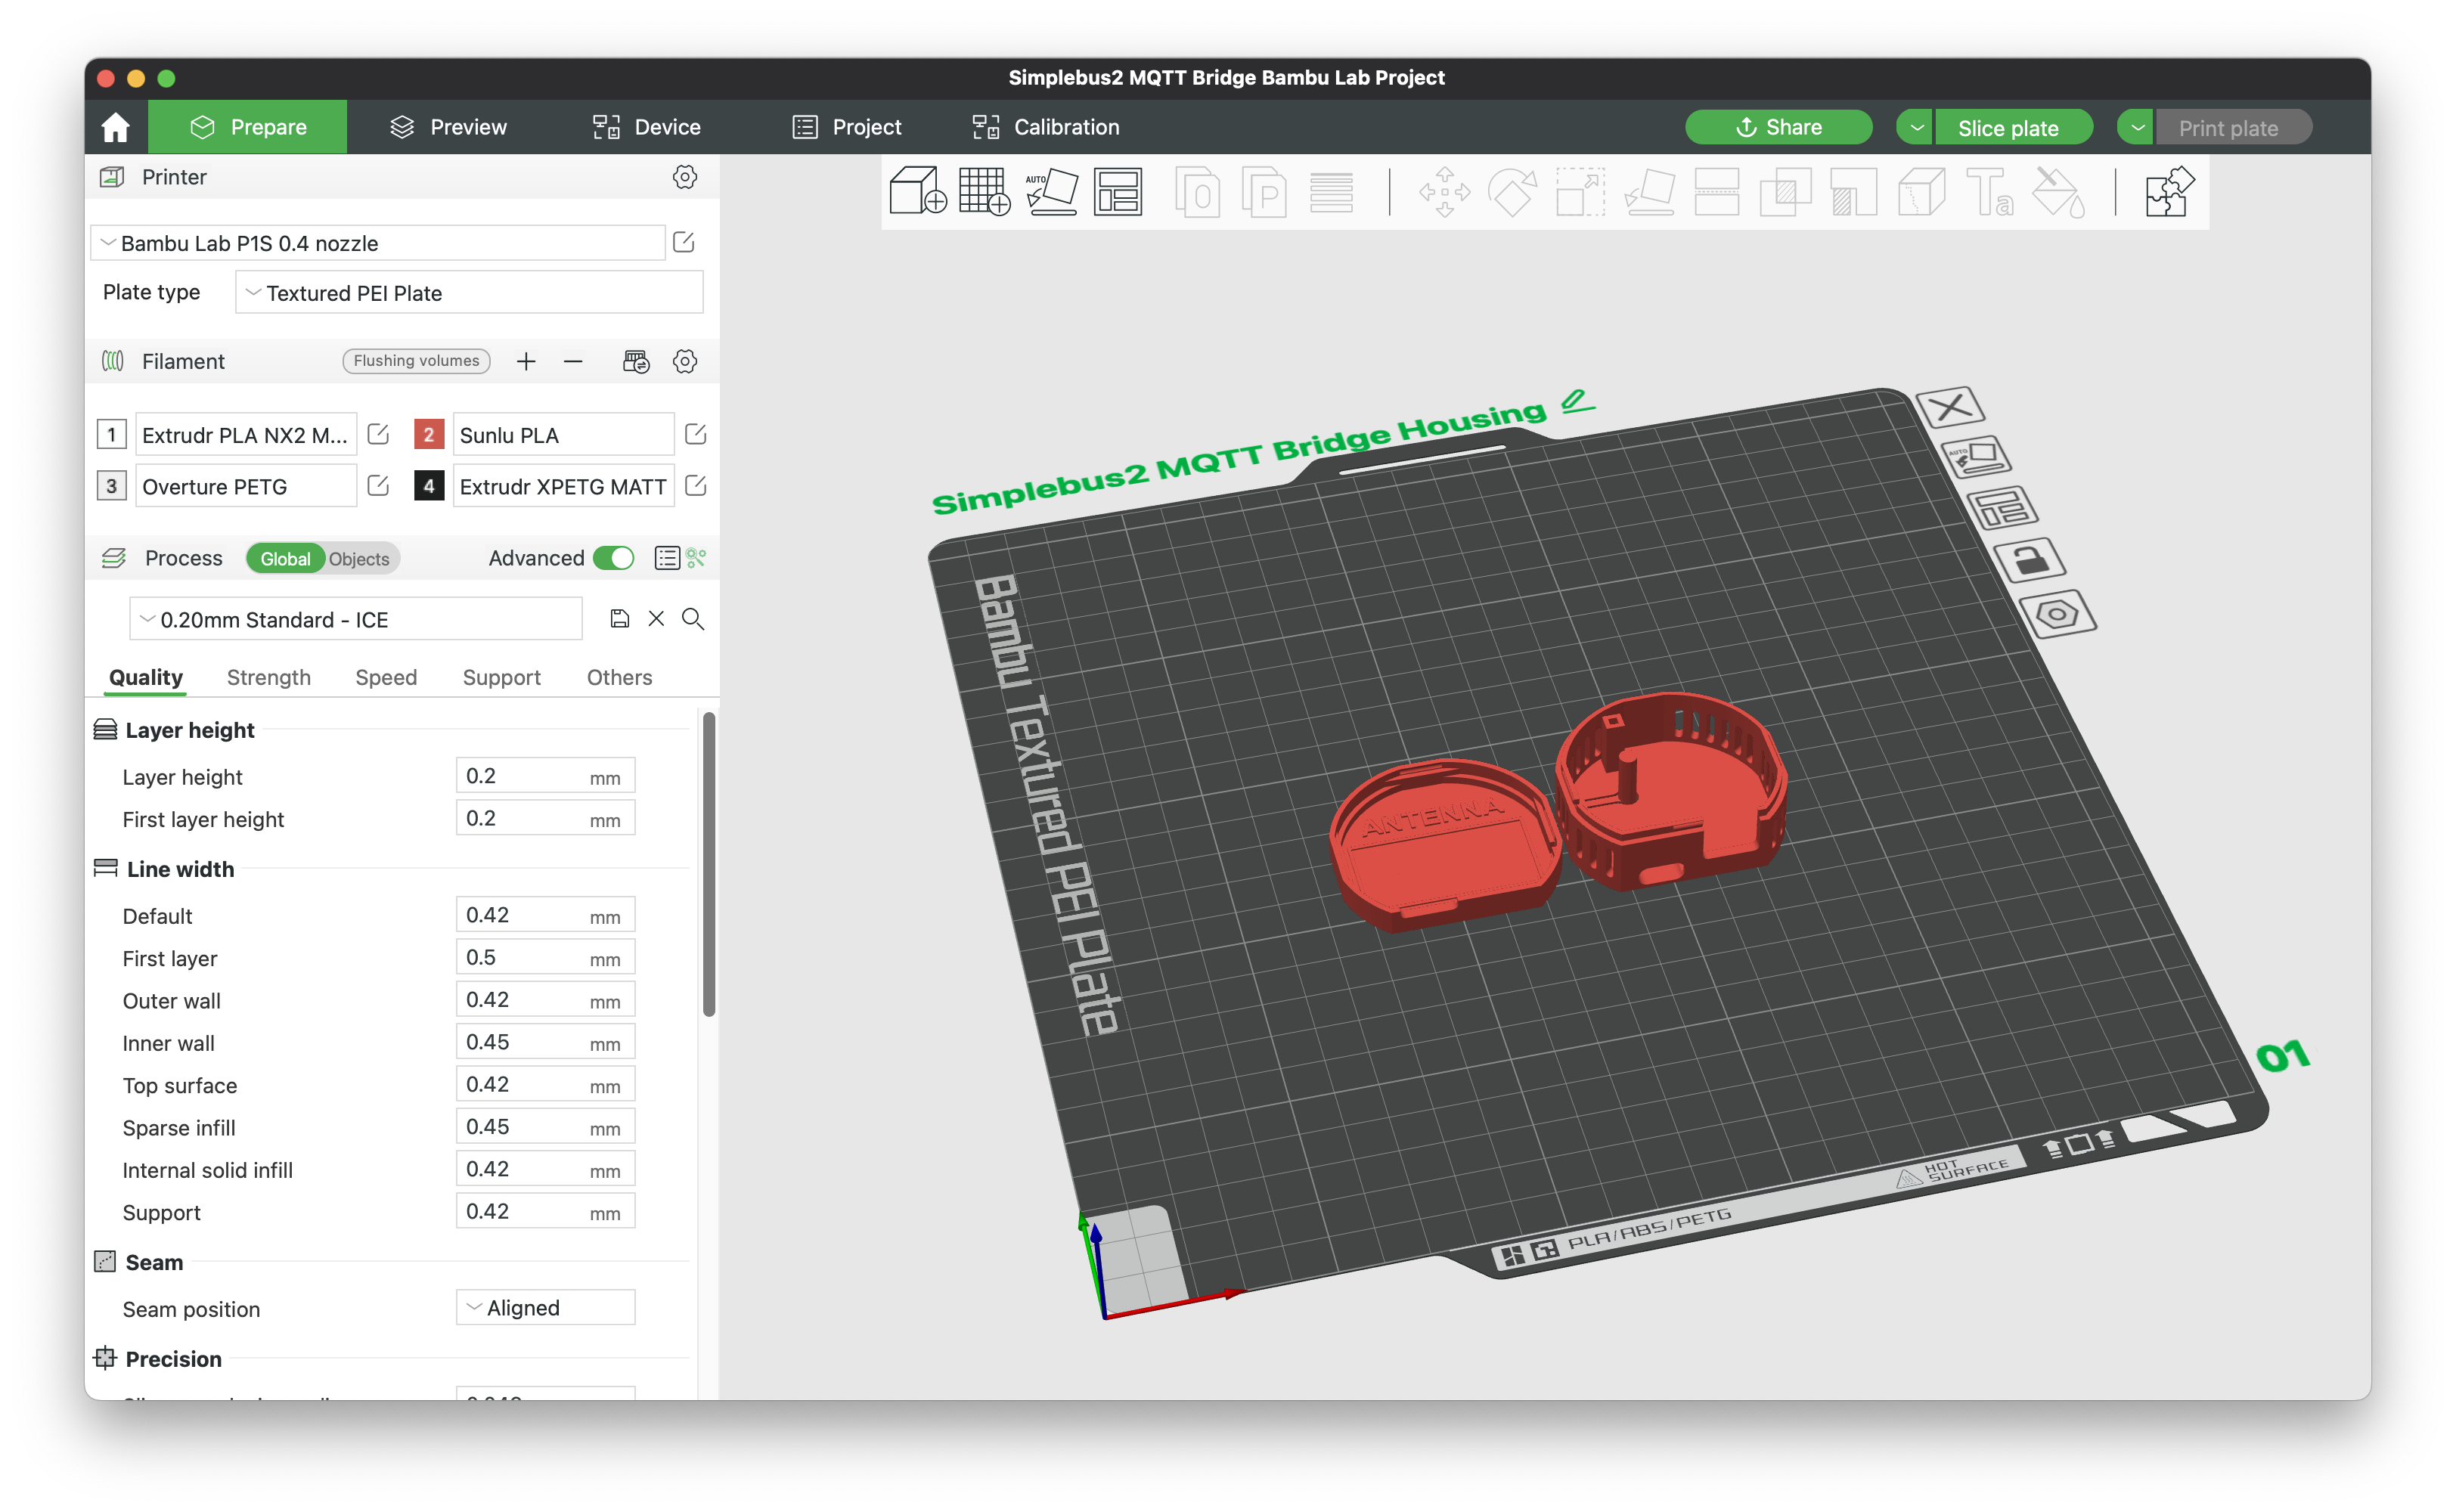 Simplebus2 MQTT Bridge Bambu Lab Project
Prepare
Preview
Device
Project
Calibration
Share
Slice plate
Print plate
Printer
Bambu Lab P1S 0.4 nozzle
Plate type
Textured PEI Plate
Filament
Flushing volumes
1 Extrudr PLA NX2 M...
2 Sunlu PLA
3 Overture PETG
4 Extrudr XPETG MATT
Process
Global
Objects
Advanced
0.20mm Standard - ICE
Quality
Strength
Speed
Support
Others
Layer height
Layer height 0.2 mm
First layer height 0.2 mm
Line width
Default 0.42 mm
First layer 0.5 mm
Outer wall 0.42 mm
Inner wall 0.45 mm
Top surface 0.42 mm
Sparse infill 0.45 mm
Internal solid infill 0.42 mm
Support 0.42 mm
Seam
Seam position Aligned
Precision
AUTO
O
P
Ta
Simplebus2 MQTT Bridge Housing
AUTO
Bambu Textured PEI Plate
ANTENNA
01
HOT
SURFACE
PLA/ABS/PETG